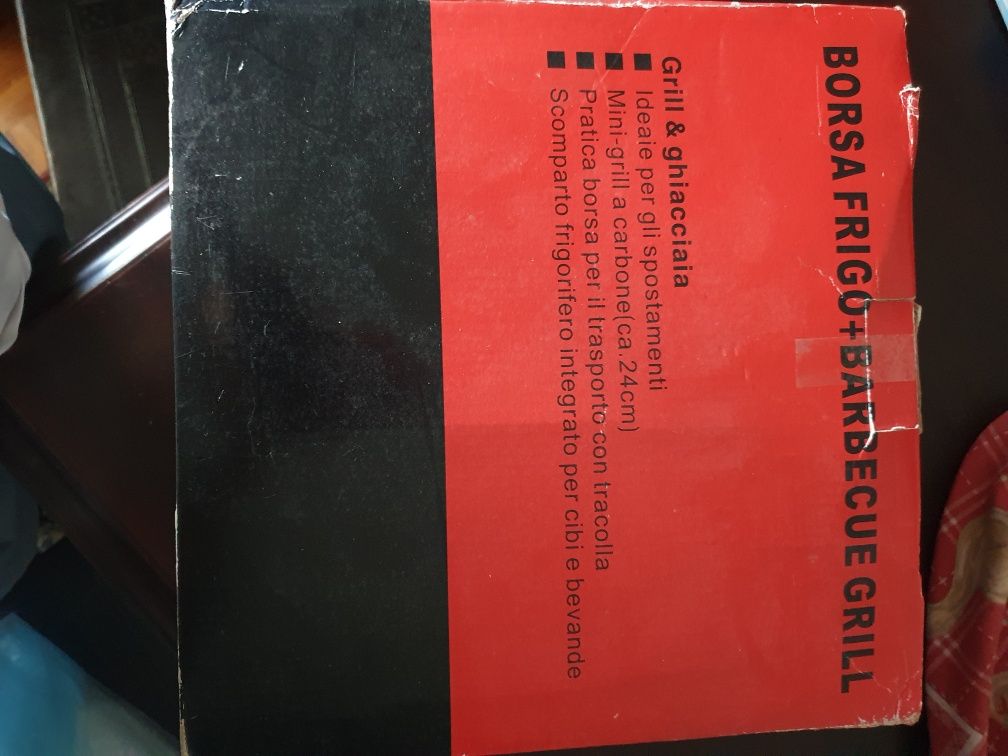 BORSA FRIGO+BARBECUE GRILL
Grill & ghiacciaia
■ Ideaie per gli spostamenti
■ Mini-grill a carbone(ca.24cm)
■ Pratica borsa per il trasporto con tracolla
■ Scomparto frigorifero integrato per cibi e bevande